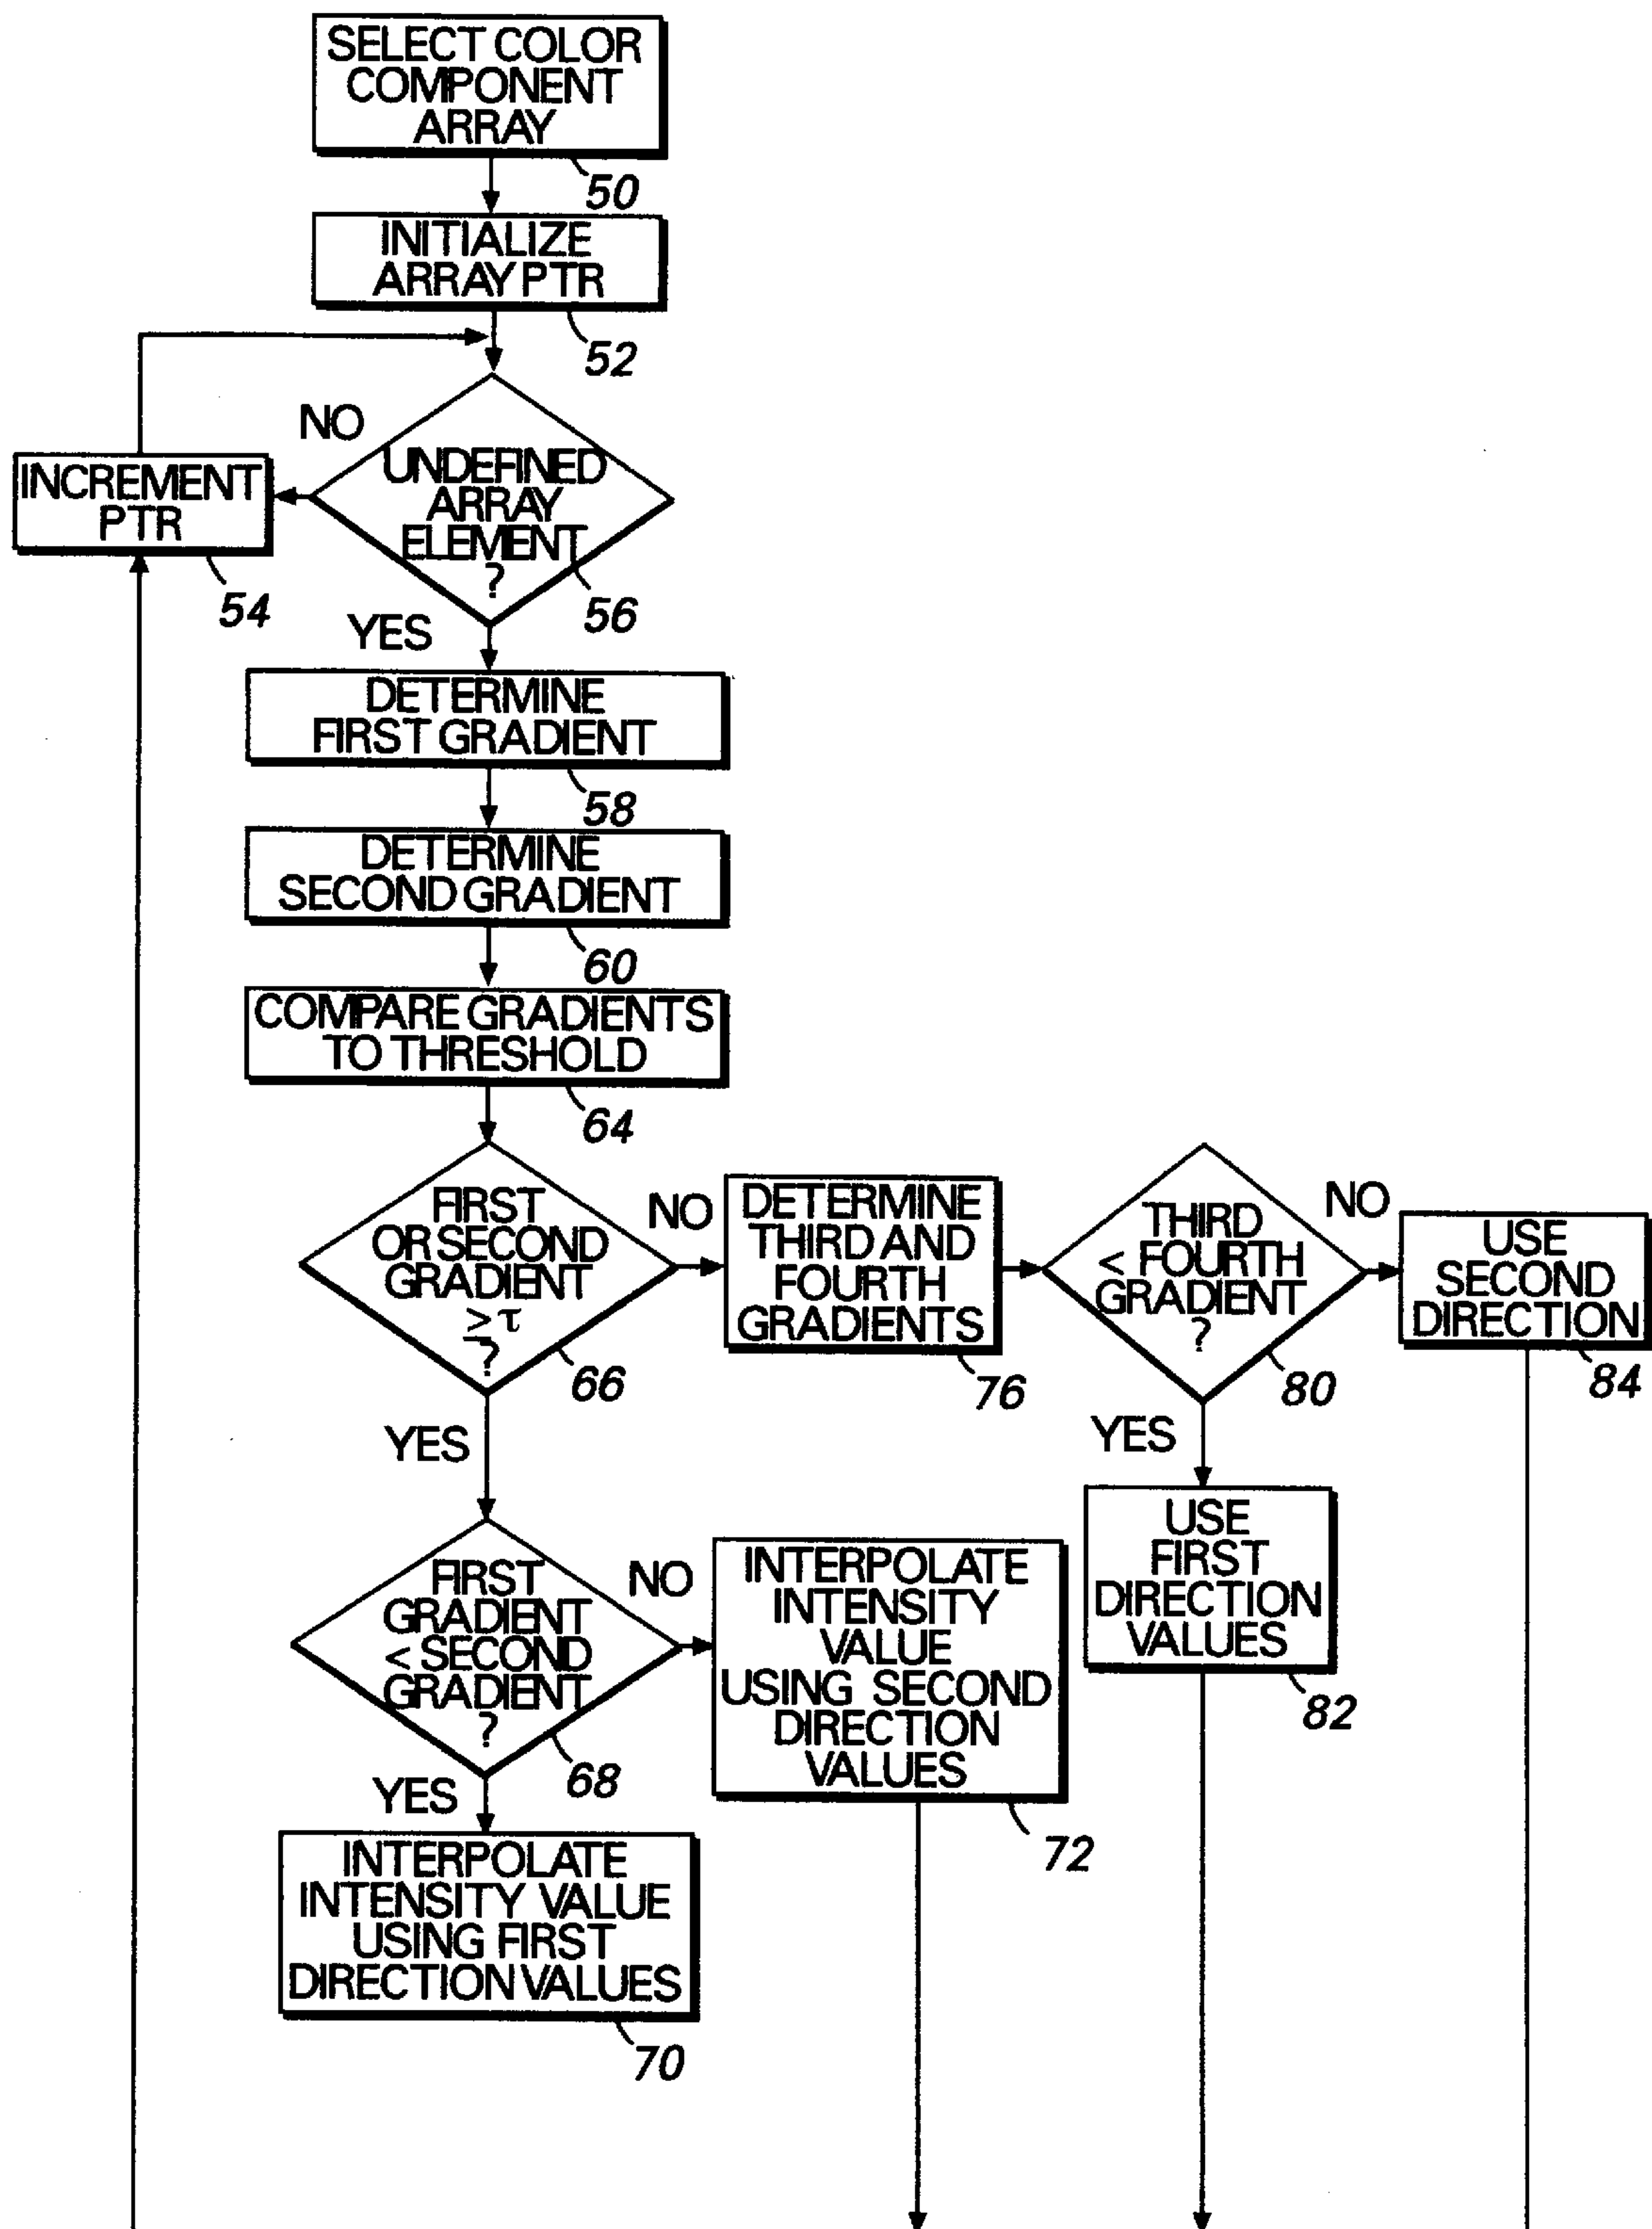 SELECT COLOR
COMPONENT
ARRAY
50
INITIALIZE
ARRAY PTR
52
NO
UNDEFINED
ARRAY
ELEMENT
?
56
INCREMENT
PTR
54
YES
DETERMINE
FIRST GRADIENT
58
DETERMINE
SECOND GRADIENT
60
COMPARE GRADIENTS
TO THRESHOLD
64
FIRST
OR SECOND
GRADIENT
≥ τ
?
66
NO
DETERMINE
THIRD AND
FOURTH
GRADIENTS
76
THIRD
< FOURTH
GRADIENT
?
80
NO
USE
SECOND
DIRECTION
84
YES
YES
USE
FIRST
DIRECTION
VALUES
82
FIRST
GRADIENT
< SECOND
GRADIENT
?
68
NO
INTERPOLATE
INTENSITY
VALUE
USING SECOND
DIRECTION
VALUES
72
YES
INTERPOLATE
INTENSITY VALUE
USING FIRST
DIRECTION VALUES
70